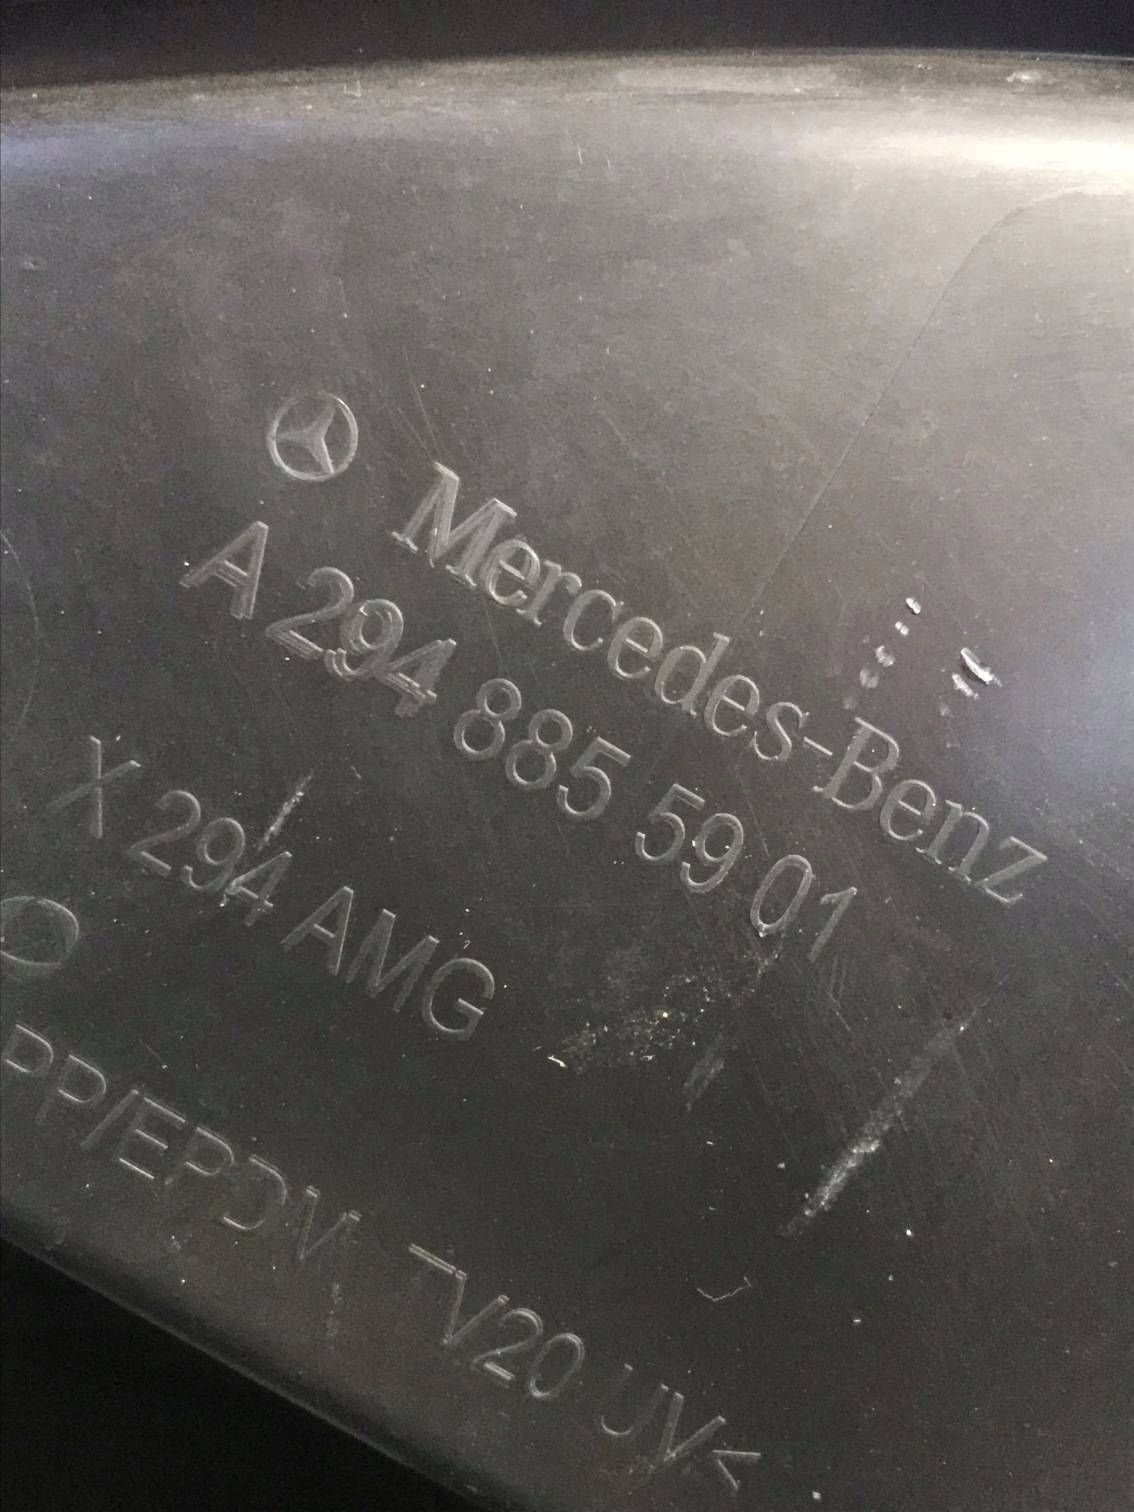 Mercedes-Benz
A 294 885 59 01
X 294 AMG
PP/EPDM TV20 UV<